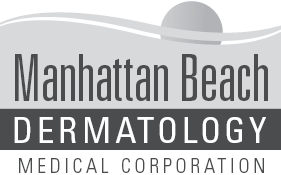 Manhattan Beach
DERMATOLOGY
MEDICAL CORPORATION